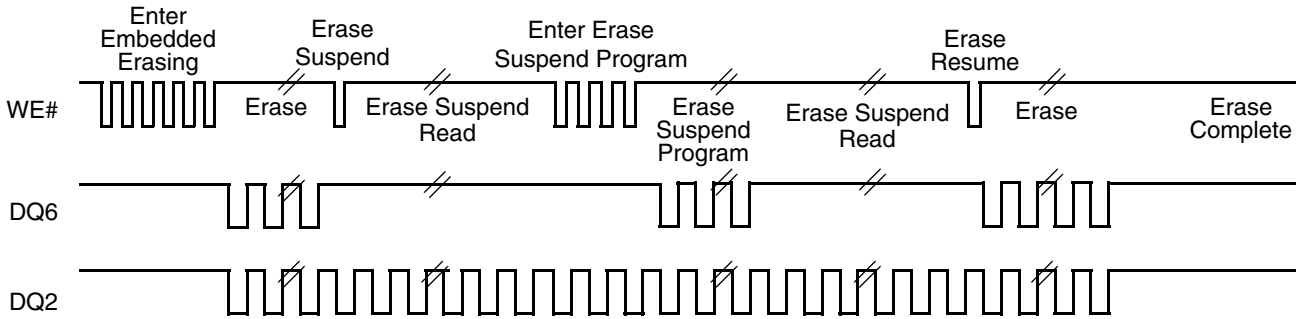 Enter
Embedded
Erasing
Erase
Suspend
Enter Erase
Suspend Program
Erase
Resume
WE#
Erase
Erase Suspend
Read
Erase
Suspend
Program
Erase Suspend
Read
Erase
Erase
Complete
DQ6
DQ2